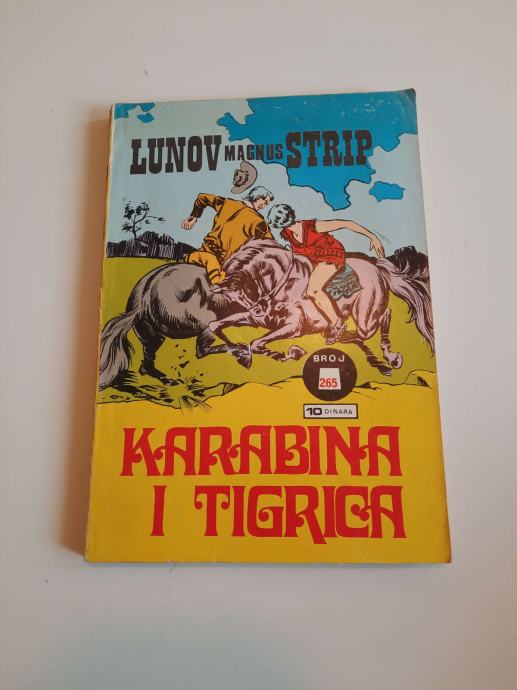 LUNOV MAGNUS STRIP
BROJ
265
10 DINARA
KARABINA
I TIGRICA